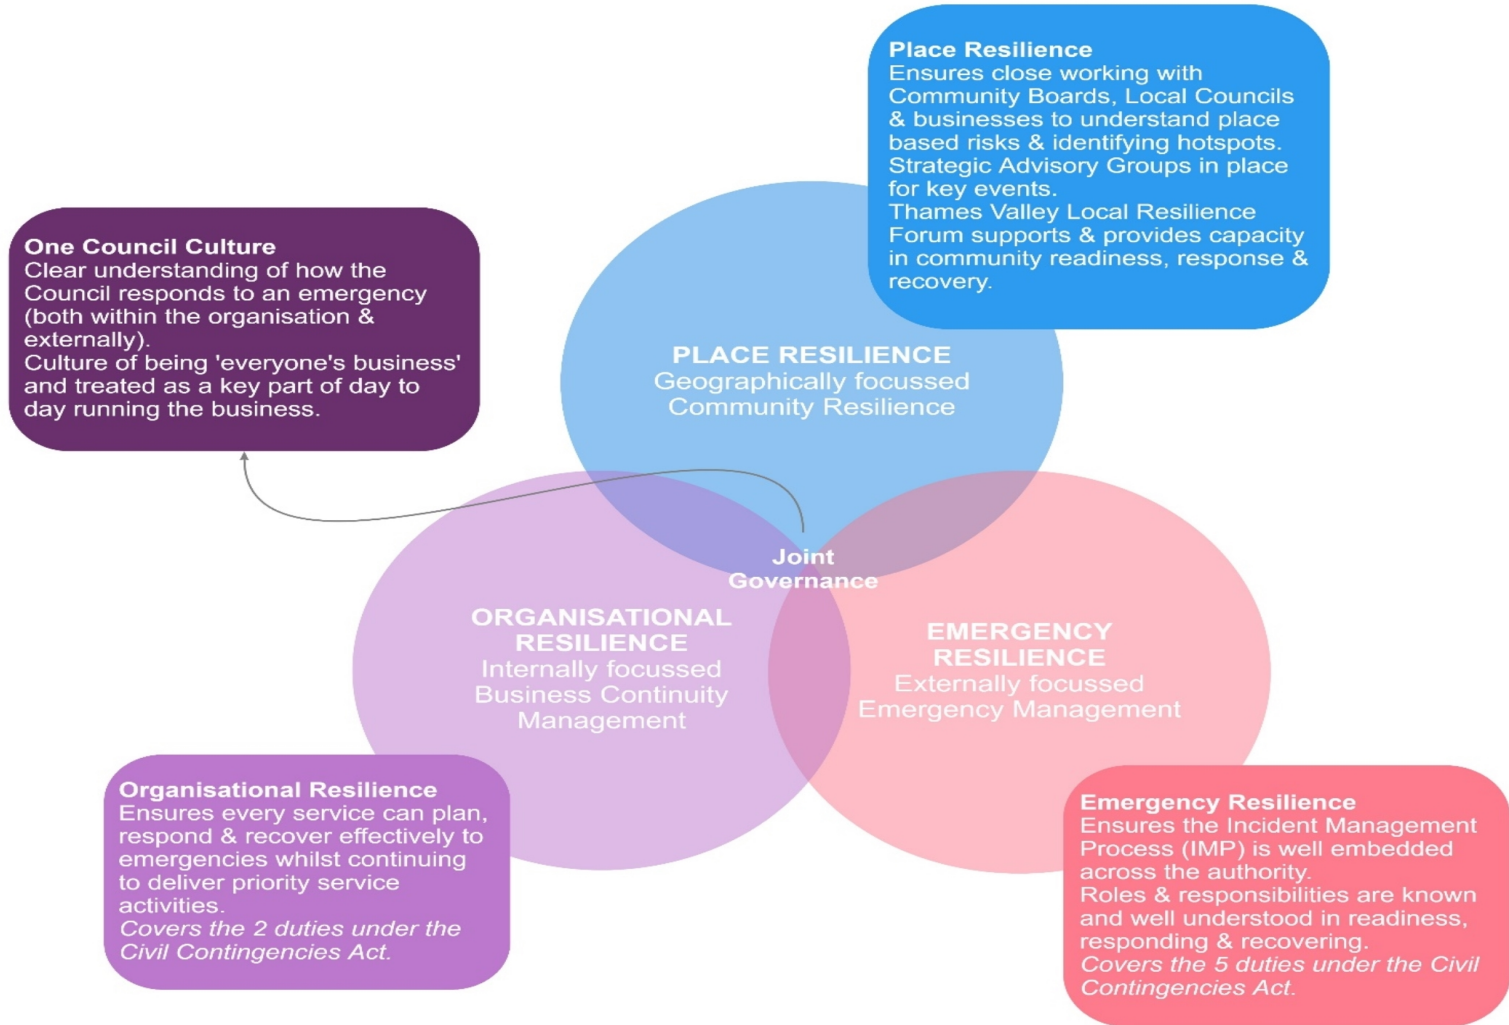 Place Resilience
Ensures close working with
Community Boards, Local Councils
& businesses to understand place
based risks & identifying hotspots.
Strategic Advisory Groups in place
for key events.
Thames Valley Local Resilience
Forum supports & provides capacity
in community readiness, response &
recovery.
One Council Culture
Clear understanding of how the
Council responds to an emergency
(both within the organisation &
externally).
Culture of being 'everyone's business'
and treated as a key part of day to
day running the business.
PLACE RESILIENCE
Geographically focussed
Community Resilience
Joint
Governance
ORGANISATIONAL
RESILIENCE
Internally focussed
Business Continuity
Management
EMERGENCY
RESILIENCE
Externally focussed
Emergency Management
Organisational Resilience
Ensures every service can plan,
respond & recover effectively to
emergencies whilst continuing
to deliver priority service
activities.
Covers the 2 duties under the
Civil Contingencies Act.
Emergency Resilience
Ensures the Incident Management
Process (IMP) is well embedded
across the authority.
Roles & responsibilities are known
and well understood in readiness,
responding & recovering.
Covers the 5 duties under the Civil
Contingencies Act.